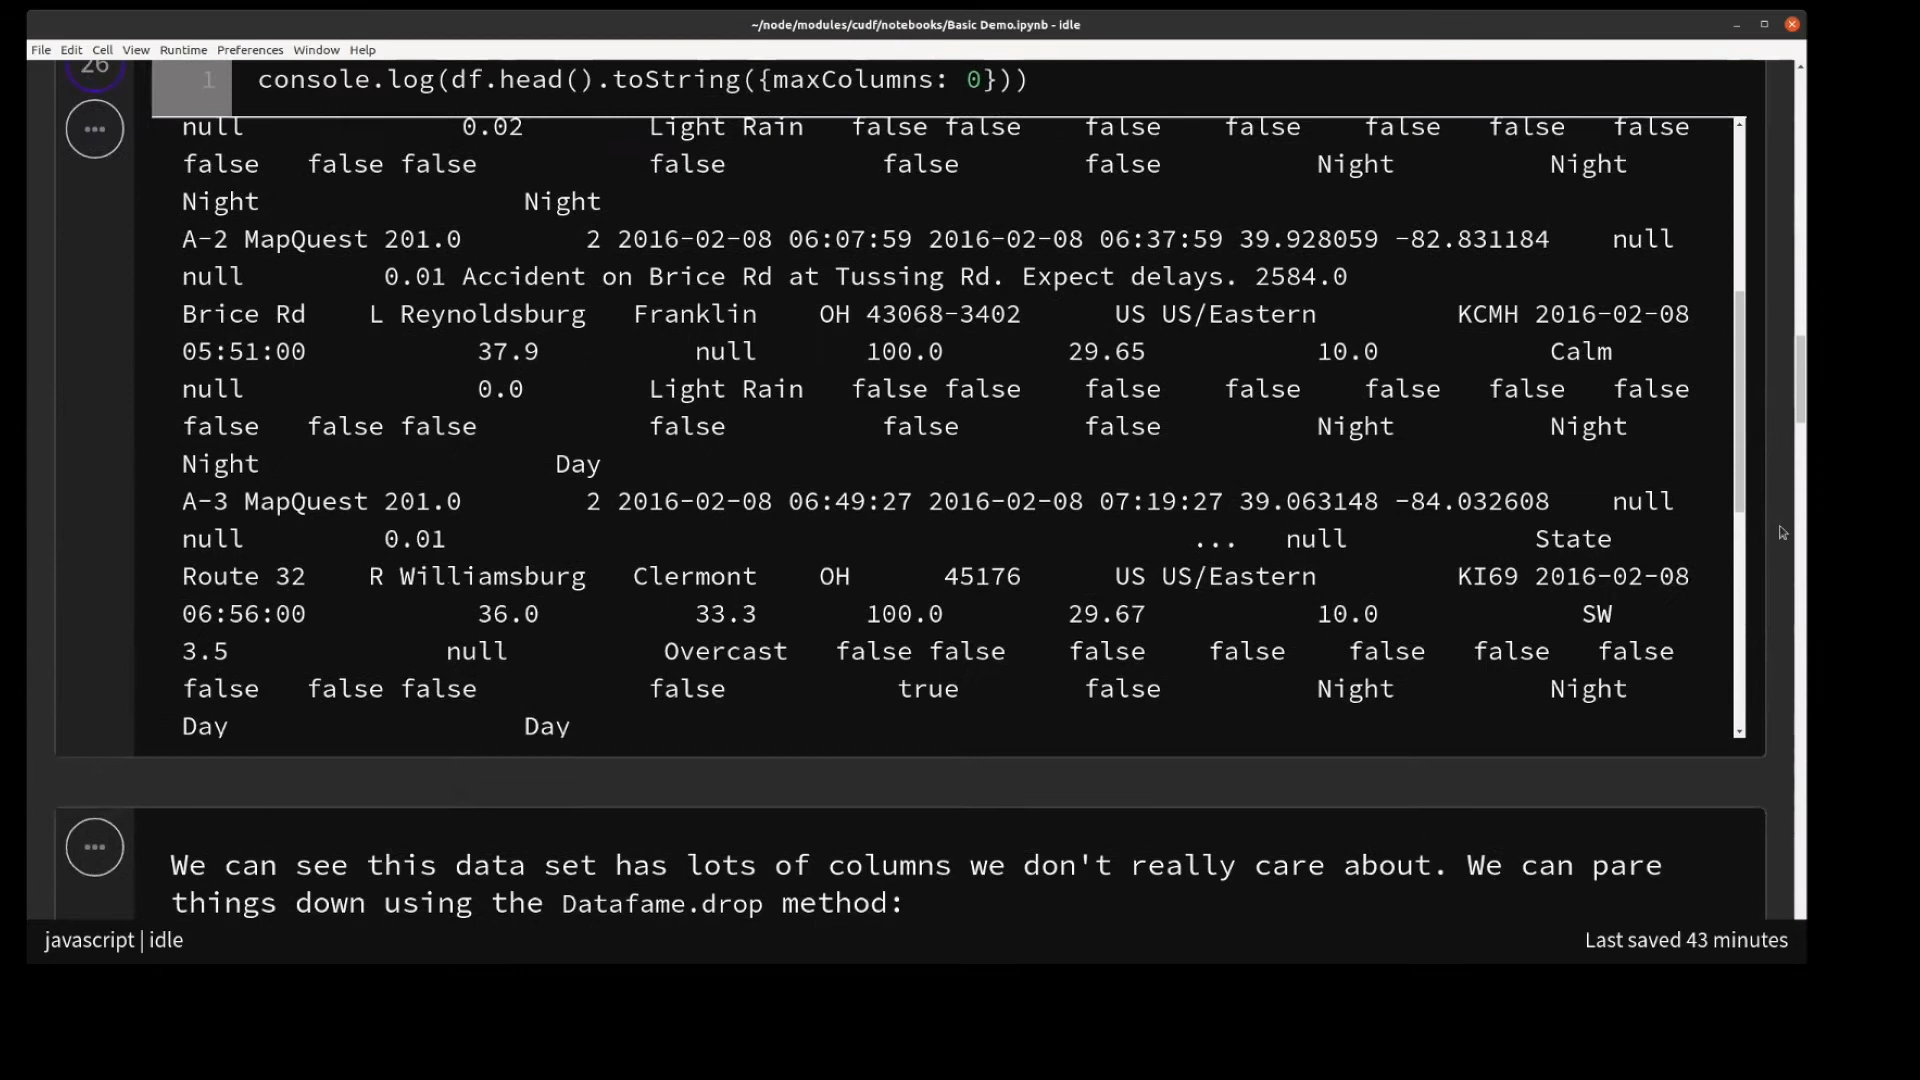 ~/node/modules/cudf/notebooks/Basic Demo.ipynb - idle
File Edit Cell View Runtime Preferences Window Help
26
1 console.log(df.head().toString({maxColumns: 0}))
null 0.02 Light Rain false false false false false false false
false false false false false false Night Night
Night Night
A-2 MapQuest 201.0 2 2016-02-08 06:07:59 2016-02-08 06:37:59 39.928059 -82.831184 null
null 0.01 Accident on Brice Rd at Tussing Rd. Expect delays. 2584.0
Brice Rd L Reynoldsburg Franklin OH 43068-3402 US US/Eastern KCMH 2016-02-08
05:51:00 37.9 null 100.0 29.65 10.0 Calm
null 0.0 Light Rain false false false false false false false
false false false false false false Night Night
Night Day
A-3 MapQuest 201.0 2 2016-02-08 06:49:27 2016-02-08 07:19:27 39.063148 -84.032608 null
null 0.01 ... null State
Route 32 R Williamsburg Clermont OH 45176 US US/Eastern KI69 2016-02-08
06:56:00 36.0 33.3 100.0 29.67 10.0 SW
3.5 null Overcast false false false false false false false
false false false false true false Night Night
Day Day
We can see this data set has lots of columns we don't really care about. We can pare
things down using the Datafame.drop method:
javascript | idle
Last saved 43 minutes